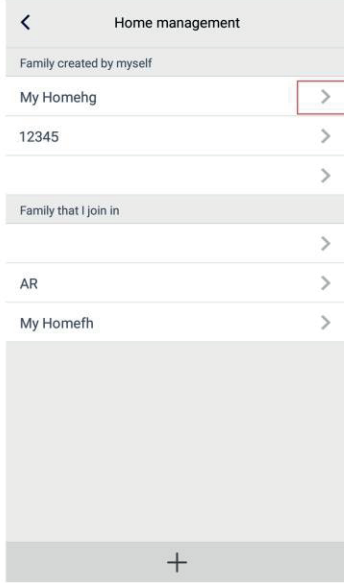 Home management
Family created by myself
My Homehg
12345
Family that I join in
AR
My Homefh